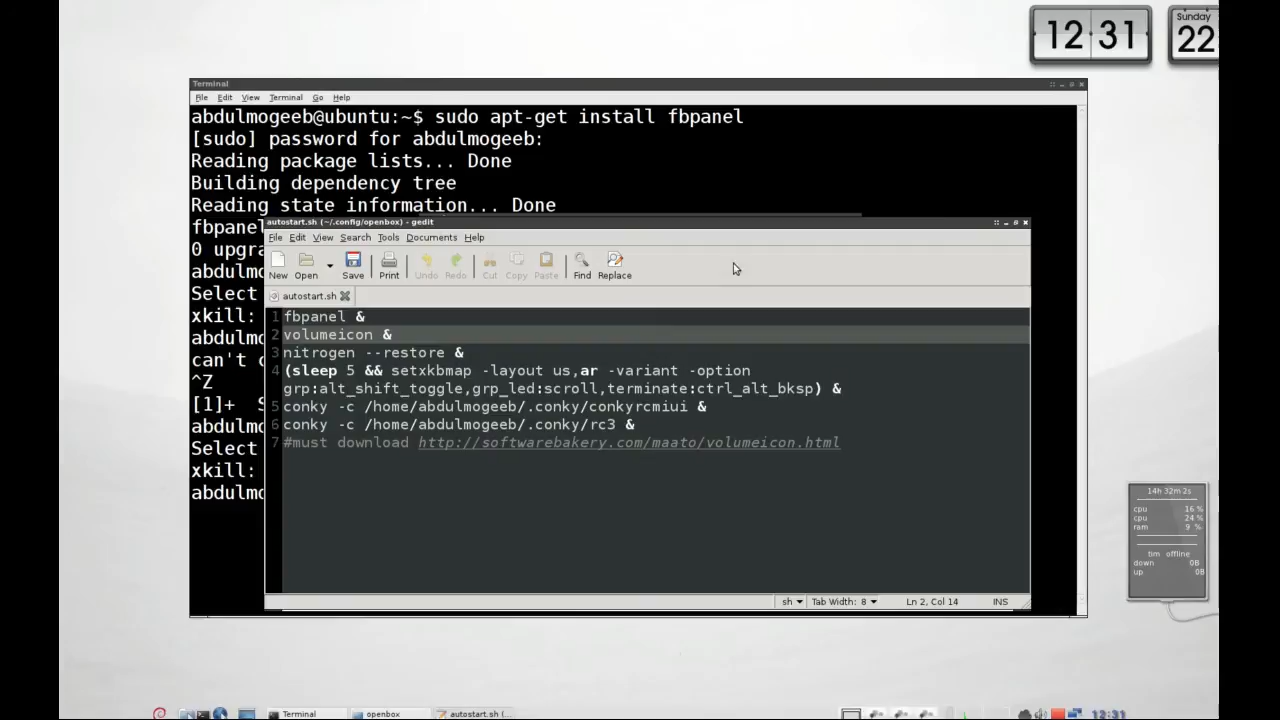 12 31
Sunday
22
Terminal
File Edit View Terminal Go Help
abdulmogeeb@ubuntu:~$ sudo apt-get install fbpanel
[sudo] password for abdulmogeeb:
Reading package lists... Done
Building dependency tree
Reading state information... Done
fbpanel
0 upgra
abdulmo
Select
xkill:
abdulmo
can't c
^Z
[1]+ S
abdulmo
Select
xkill:
abdulmo
autostart.sh (~/.config/openbox) - gedit
File Edit View Search Tools Documents Help
New Open Save Print Undo Redo Cut Copy Paste Find Replace
autostart.sh
1 fbpanel &
2 volumeicon &
3 nitrogen --restore &
4 (sleep 5 && setxkbmap -layout us,ar -variant -option
grp:alt_shift_toggle,grp_led:scroll,terminate:ctrl_alt_bksp) &
5 conky -c /home/abdulmogeeb/.conky/conkyrcmiui &
6 conky -c /home/abdulmogeeb/.conky/rc3 &
7 #must download http://softwarebakery.com/maato/volumeicon.html
sh Tab Width: 8 Ln 2, Col 14 INS
14h 32m 2s
cpu 16 %
cpu 24 %
ram 9 %
tim offline
down 0B
up 0B
Terminal openbox autostart.sh (... 12:31